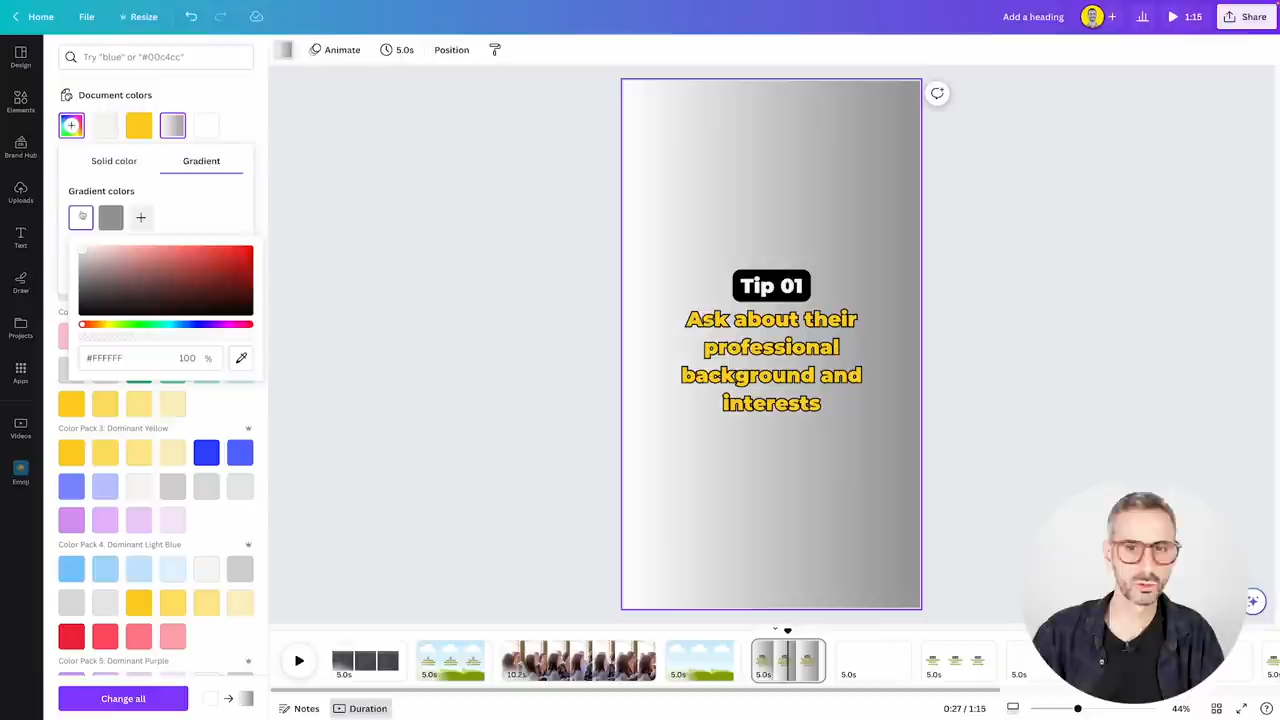 Home File Resize Add a heading 1:15 Share
Try "blue" or "#00c4cc"
Animate 5.0s Position
Design
Document colors
Elements
Brand Hub
Solid color Gradient
Uploads
Gradient colors
Text
Draw
Projects
#FFFFFF 100 %
Apps
Color Pack 3: Dominant Yellow
Videos
Emoji
Color Pack 4. Dominant Light Blue
Color Pack 5: Dominant Purple
Change all
Tip 01
Ask about their
professional
background and
interests
5.0s 5.0s 10.2s 5.0s 5.0s 5.0s 5.0s 5.0s
Notes Duration 0:27 / 1:15 44%